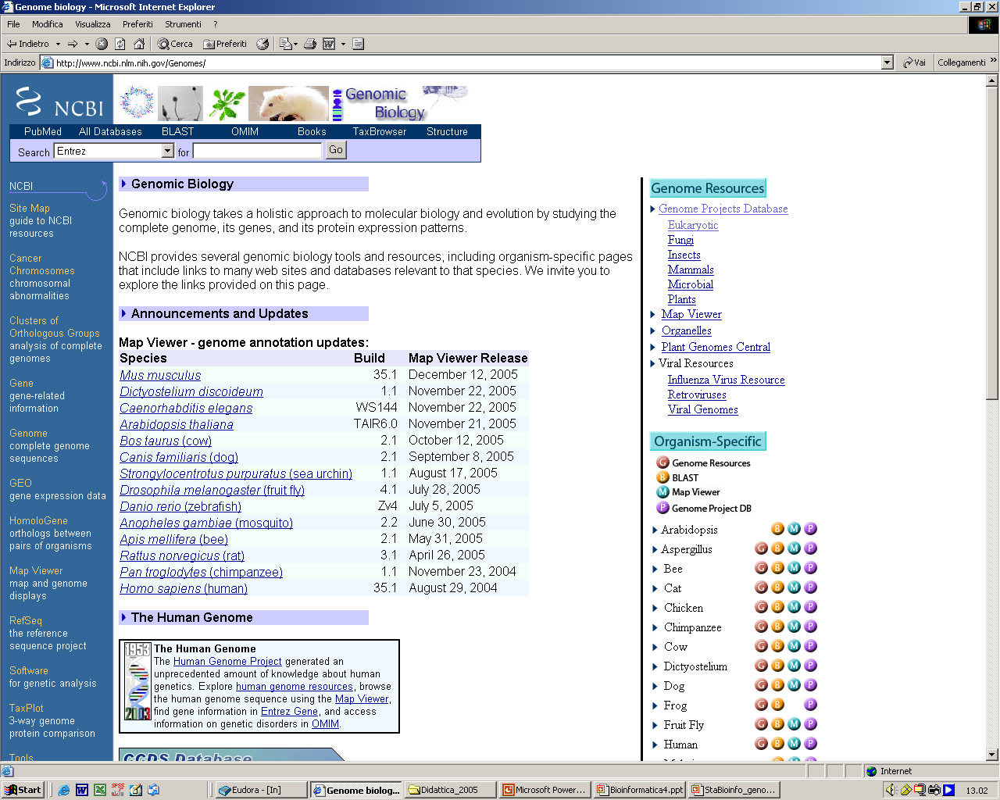 Genome biology - Microsoft Internet Explorer
File Modifica Visualizza Preferiti Strumenti ?
Indietro Cerca Preferiti
Indirizzo http://www.ncbi.nlm.nih.gov/Genomes/ Vai Collegamenti »
NCBI Genomic Biology
PubMed All Databases BLAST OMIM Books TaxBrowser Structure
Search Entrez for Go
NCBI
Site Map
guide to NCBI
resources
Cancer
Chromosomes
chromosomal
abnormalities
Clusters of
Orthologous Groups
analysis of complete
genomes
Gene
gene-related
information
Genome
complete genome
sequences
GEO
gene expression data
HomoloGene
orthologs between
pairs of organisms
Map Viewer
map and genome
displays
RefSeq
the reference
sequence project
Software
for genetic analysis
TaxPlot
3-way genome
protein comparison
Tools
Genomic Biology
Genomic biology takes a holistic approach to molecular biology and evolution by studying the
complete genome, its genes, and its protein expression patterns.
NCBI provides several genomic biology tools and resources, including organism-specific pages
that include links to many web sites and databases relevant to that species. We invite you to
explore the links provided on this page.
Announcements and Updates
Map Viewer - genome annotation updates:
Species Build Map Viewer Release
Mus musculus 35.1 December 12, 2005
Dictyostelium discoideum 1.1 November 22, 2005
Caenorhabditis elegans WS144 November 22, 2005
Arabidopsis thaliana TAIR6.0 November 21, 2005
Bos taurus (cow) 2.1 October 12, 2005
Canis familiaris (dog) 2.1 September 8, 2005
Strongylocentrotus purpuratus (sea urchin) 1.1 August 17, 2005
Drosophila melanogaster (fruit fly) 4.1 July 28, 2005
Danio rerio (zebrafish) Zv4 July 5, 2005
Anopheles gambiae (mosquito) 2.2 June 30, 2005
Apis mellifera (bee) 2.1 May 31, 2005
Rattus norvegicus (rat) 3.1 April 26, 2005
Pan troglodytes (chimpanzee) 1.1 November 23, 2004
Homo sapiens (human) 35.1 August 29, 2004
The Human Genome
1953
2003
The Human Genome
The Human Genome Project generated an
unprecedented amount of knowledge about human
genetics. Explore human genome resources, browse
the human genome sequence using the Map Viewer,
find gene information in Entrez Gene, and access
information on genetic disorders in OMIM.
CCDS Database
Genome Resources
Genome Projects Database
Eukaryotic
Fungi
Insects
Mammals
Microbial
Plants
Map Viewer
Organelles
Plant Genomes Central
Viral Resources
Influenza Virus Resource
Retroviruses
Viral Genomes
Organism-Specific
G Genome Resources
B BLAST
M Map Viewer
P Genome Project DB
Arabidopsis B M P
Aspergillus G B M P
Bee G B M P
Cat G B M P
Chicken G B M P
Chimpanzee G B M P
Cow G B M P
Dictyostelium G B M P
Dog G B M P
Frog G B P
Fruit Fly G B M P
Human G B M P
Internet
Start Eudora - [In] Genome biolog... Didattica_2005 Microsoft Power... Bioinformatica4.ppt StaBioinfo_geno... 13.02